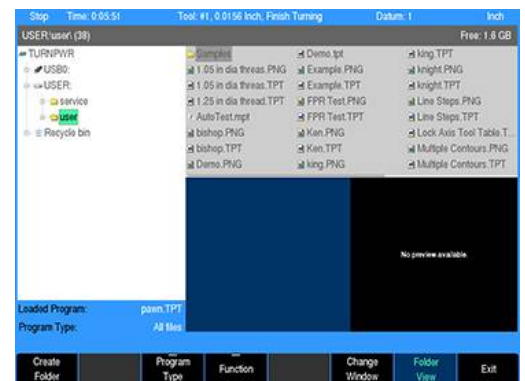 Stop Time: 0:05:51 Tool: #1, 0.0156 Inch, Finish Turning Datum: 1 Inch
USER:\user\ (38) Free: 1.6 GB
TURNPWR
USB0:
USER:
service
user
Recycle bin
Samples
1.05 in dia threas.PNG
1.05 in dia threas.TPT
1.25 in dia thread.TPT
AutoTest.mpt
bishop.PNG
bishop.TPT
Demo.PNG
Demo.tpt
Example.PNG
Example.TPT
FPR Test.PNG
FPR Test.TPT
Ken.PNG
Ken.TPT
king.PNG
king.TPT
knight.PNG
knight.TPT
Line Steps.PNG
Line Steps.TPT
Lock Axis Tool Table.T...
Multiple Contours.PNG
Multiple Contours.TPT
No preview available.
Loaded Program: pawn.TPT
Program Type: All files
Create Folder
Program Type
Function
Change Window
Folder View
Exit